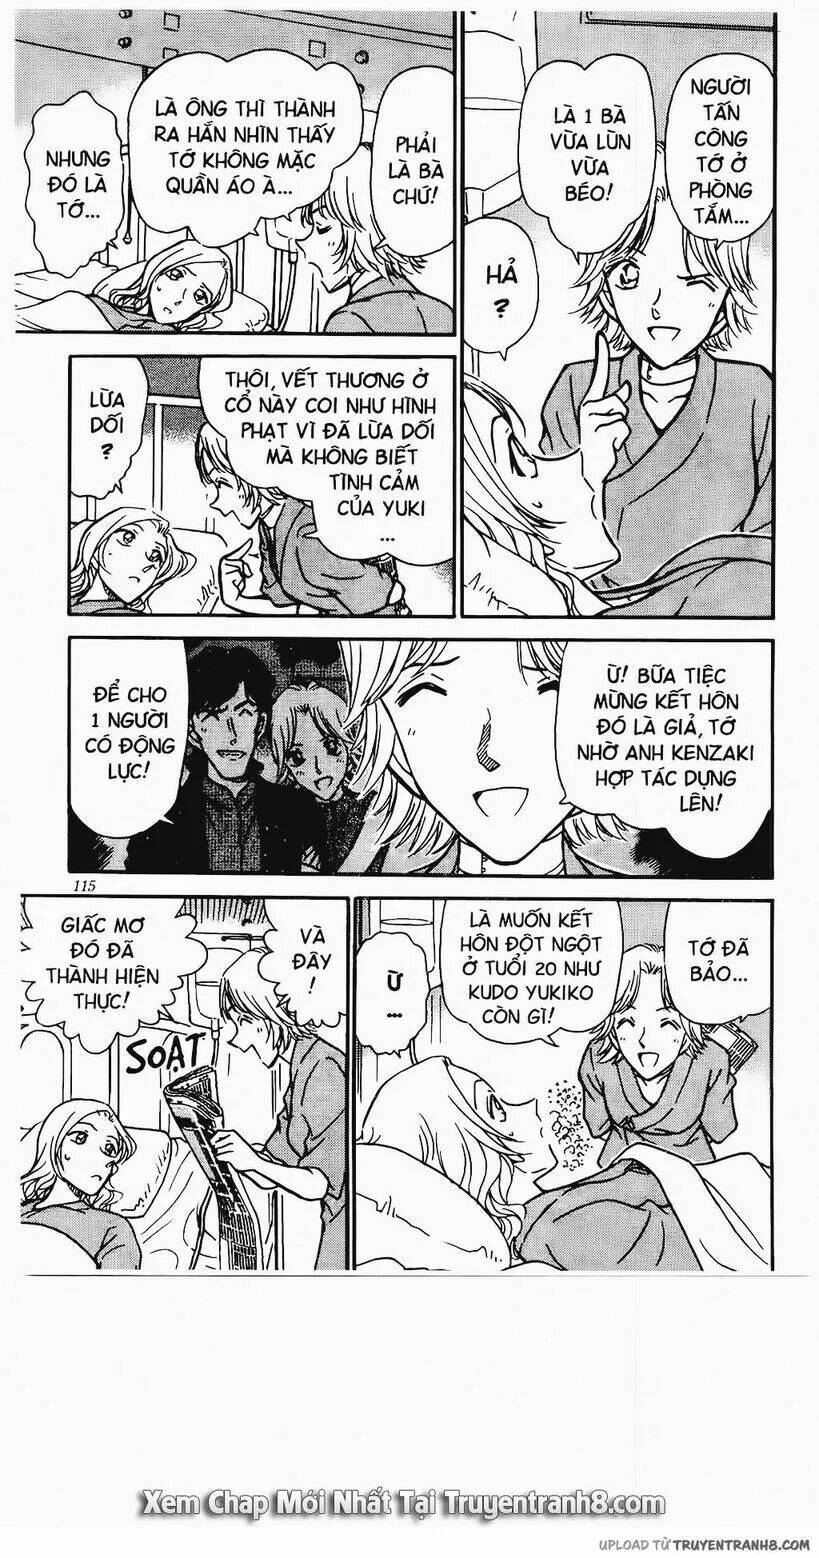 NGƯỜI
TẤN
CÔNG
TỚ Ở
PHÒNG
TẮM...
LÀ 1 BÀ
VỪA LÙN
VỪA
BÉO!
HẢ
?
PHẢI
LÀ BÀ
CHỨ!
LÀ ÔNG THÌ THÀNH
RA HẮN NHÌN THẤY
TỚ KHÔNG MẶC
QUẦN ÁO À...
NHƯNG
ĐÓ LÀ
TỚ...
THÔI, VẾT THƯƠNG Ở
CỔ NÀY COI NHƯ HÌNH
PHẠT VÌ ĐÃ LỪA DỐI
MÀ KHÔNG BIẾT
TÌNH CẢM
CỦA YUKI
...
LỪA
DỐI
?
Ừ! BỮA TIỆC
MỪNG KẾT HÔN
ĐÓ LÀ GIẢ, TỚ
NHỜ ANH KENZAKI
HỢP TÁC DỰNG
LÊN!
ĐỂ CHO
1 NGƯỜI
CÓ ĐỘNG
LỰC!
115
TỚ ĐÃ
BẢO...
LÀ MUỐN KẾT
HÔN ĐỘT NGỘT
Ở TUỔI 20 NHƯ
KUDO YUKIKO
CÒN GÌ!
Ừ
...
VÀ
ĐÂY
!
GIẤC MƠ
ĐÓ ĐÃ
THÀNH HIỆN
THỰC!
SOẠT
Xem Chap Mới Nhất Tại Truyentranh8.com
UPLOAD TỪ TRUYENTRANH8.COM